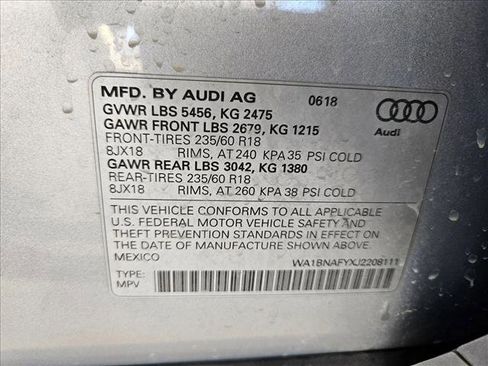 MFD. BY AUDI AG 0618
GVWR LBS 5456, KG 2475
GAWR FRONT LBS 2679, KG 1215
FRONT-TIRES 235/60 R18
8JX18 RIMS, AT 240 KPA 35 PSI COLD
GAWR REAR LBS 3042, KG 1380
REAR-TIRES 235/60 R18
8JX18 RIMS, AT 260 KPA 38 PSI COLD
Audi
THIS VEHICLE CONFORMS TO ALL APPLICABLE
U.S. FEDERAL MOTOR VEHICLE SAFETY, BUMPER AND
THEFT PREVENTION STANDARDS IN EFFECT ON
THE DATE OF MANUFACTURE SHOWN ABOVE.
MEXICO WA1BNAFYXJ2208111
TYPE:
MPV